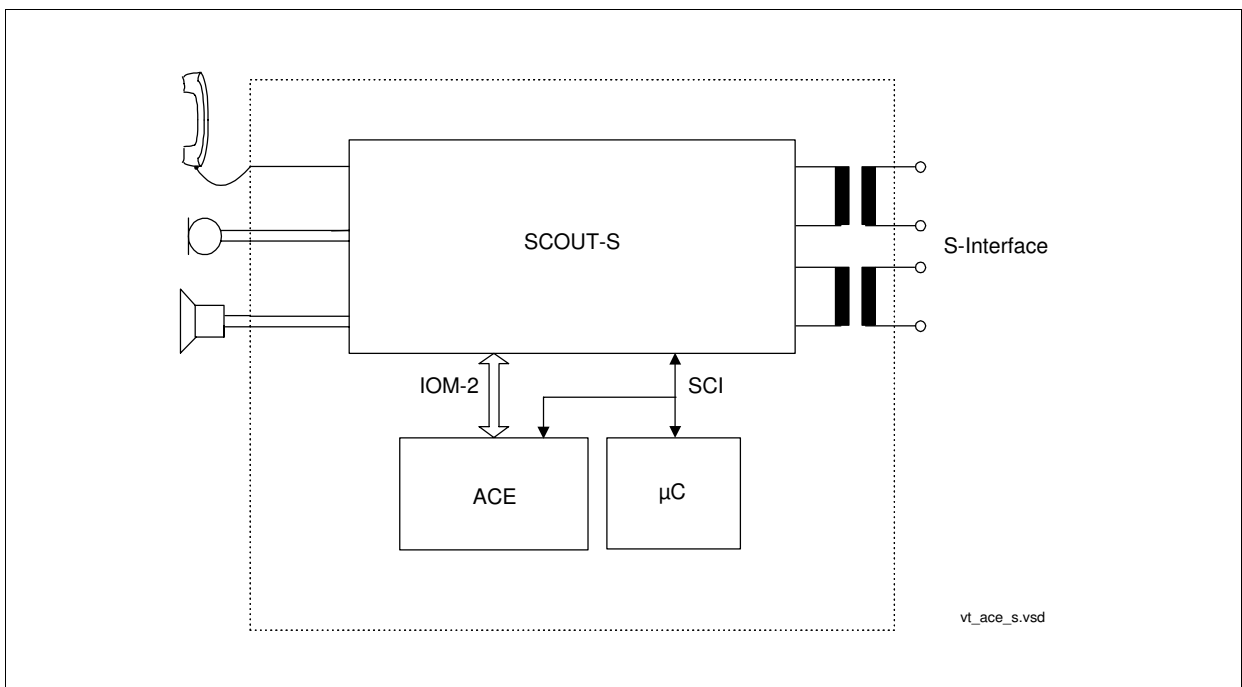 SCOUT-S
S-Interface
IOM-2
SCI
ACE
µC
vt_ace_s.vsd